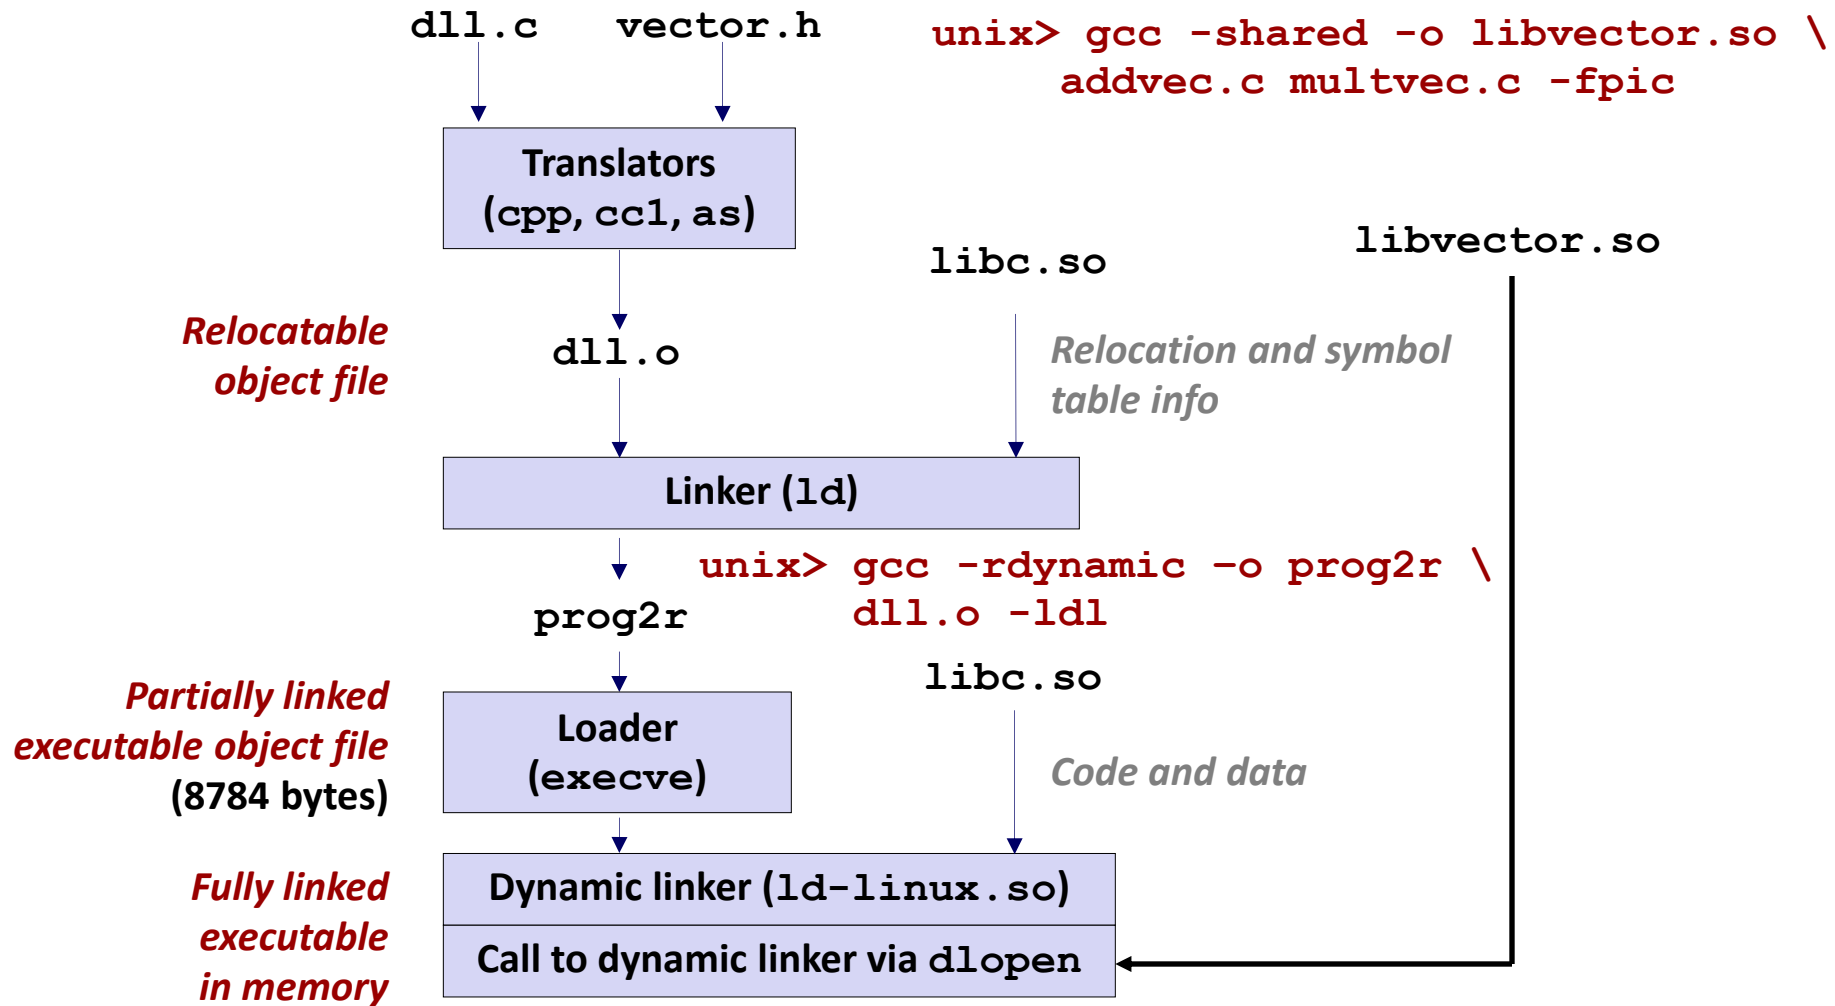 dll.c
vector.h
unix> gcc -shared -o libvector.so \
addvec.c multvec.c -fpic
Translators
(cpp, cc1, as)
libc.so
libvector.so
Relocatable
object file
dll.o
Relocation and symbol
table info
Linker (ld)
unix> gcc -rdynamic –o prog2r \
dll.o -ldl
prog2r
libc.so
Partially linked
executable object file
(8784 bytes)
Loader
(execve)
Code and data
Fully linked
executable
in memory
Dynamic linker (ld-linux.so)
Call to dynamic linker via dlopen